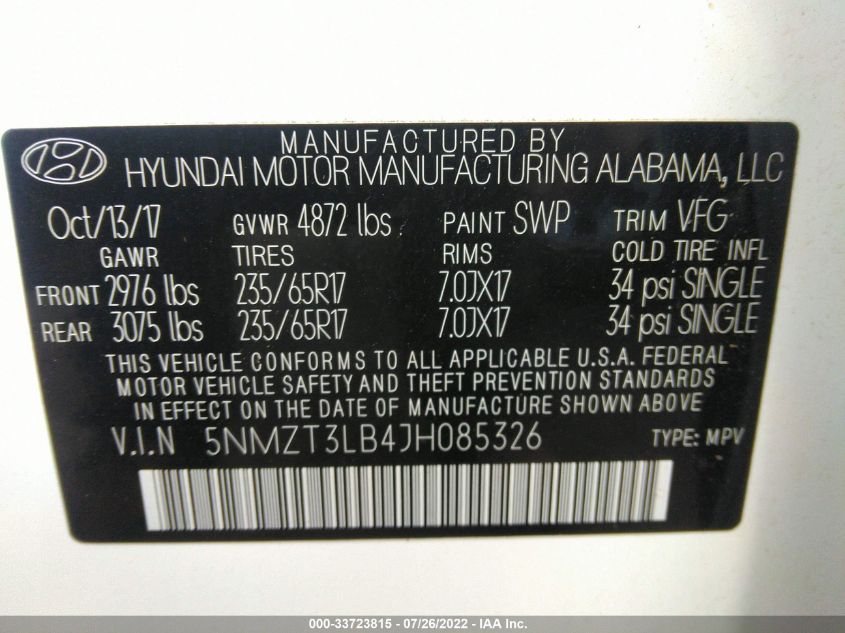 MANUFACTURED BY
HYUNDAI MOTOR MANUFACTURING ALABAMA, LLC
Oct/13/17 GVWR 4872 lbs PAINT SWP TRIM VFG
GAWR TIRES RIMS COLD TIRE INFL
FRONT 2976 lbs 235/65R17 7.0JX17 34 psi SINGLE
REAR 3075 lbs 235/65R17 7.0JX17 34 psi SINGLE
THIS VEHICLE CONFORMS TO ALL APPLICABLE U.S.A. FEDERAL
MOTOR VEHICLE SAFETY AND THEFT PREVENTION STANDARDS
IN EFFECT ON THE DATE OF MANUFACTURE SHOWN ABOVE
V.I.N 5NMZT3LB4JH085326 TYPE: MPV
000-33723815 - 07/26/2022 - IAA Inc.